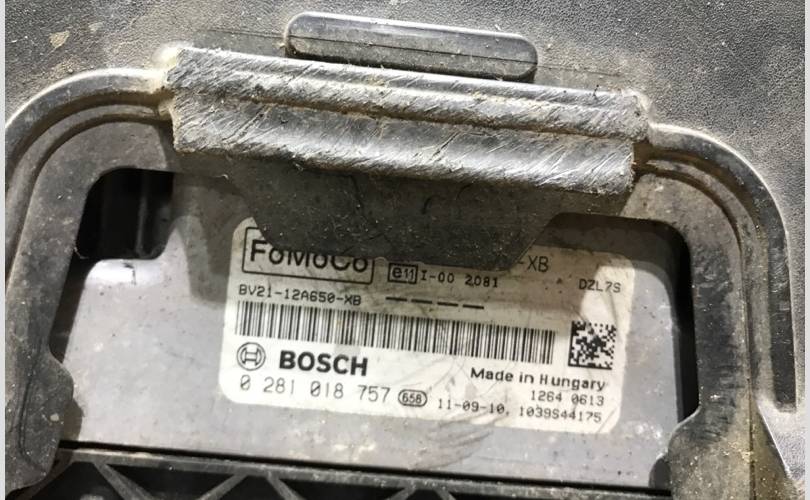 FoMoCo
e11 I-00 2081
-XB
DZL7S
BV21-12A650-XB ----
BOSCH
Made in Hungary
0 281 018 757 658
1264 0613
11-09-10, 1039S44175